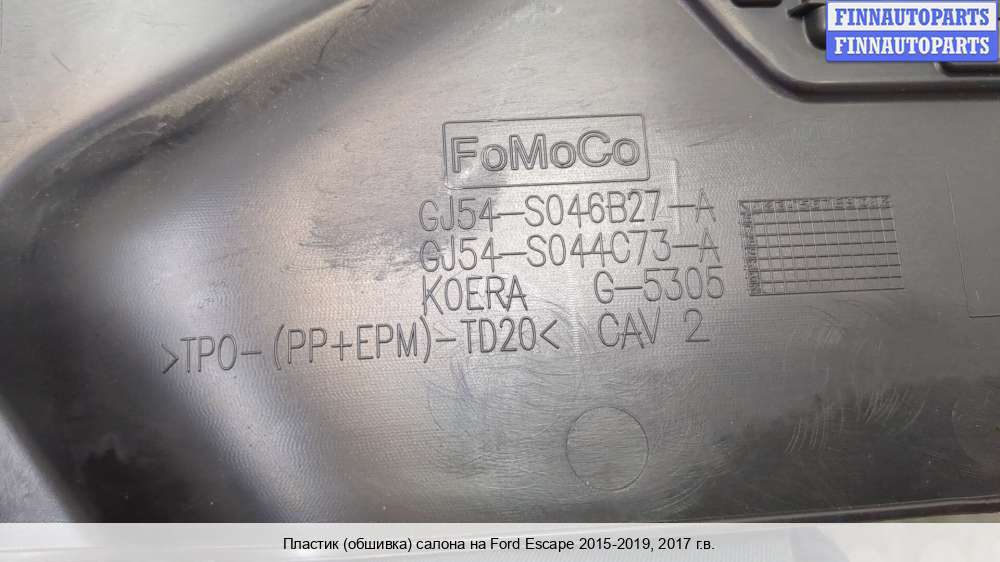 FINNAUTOPARTS
FINNAUTOPARTS
FoMoCo
GJ54-S046B27-A
GJ54-S044C73-A
KOERA G-5305
>TPO-(PP+EPM)-TD20< CAV 2
Пластик (обшивка) салона на Ford Escape 2015-2019, 2017 г.в.